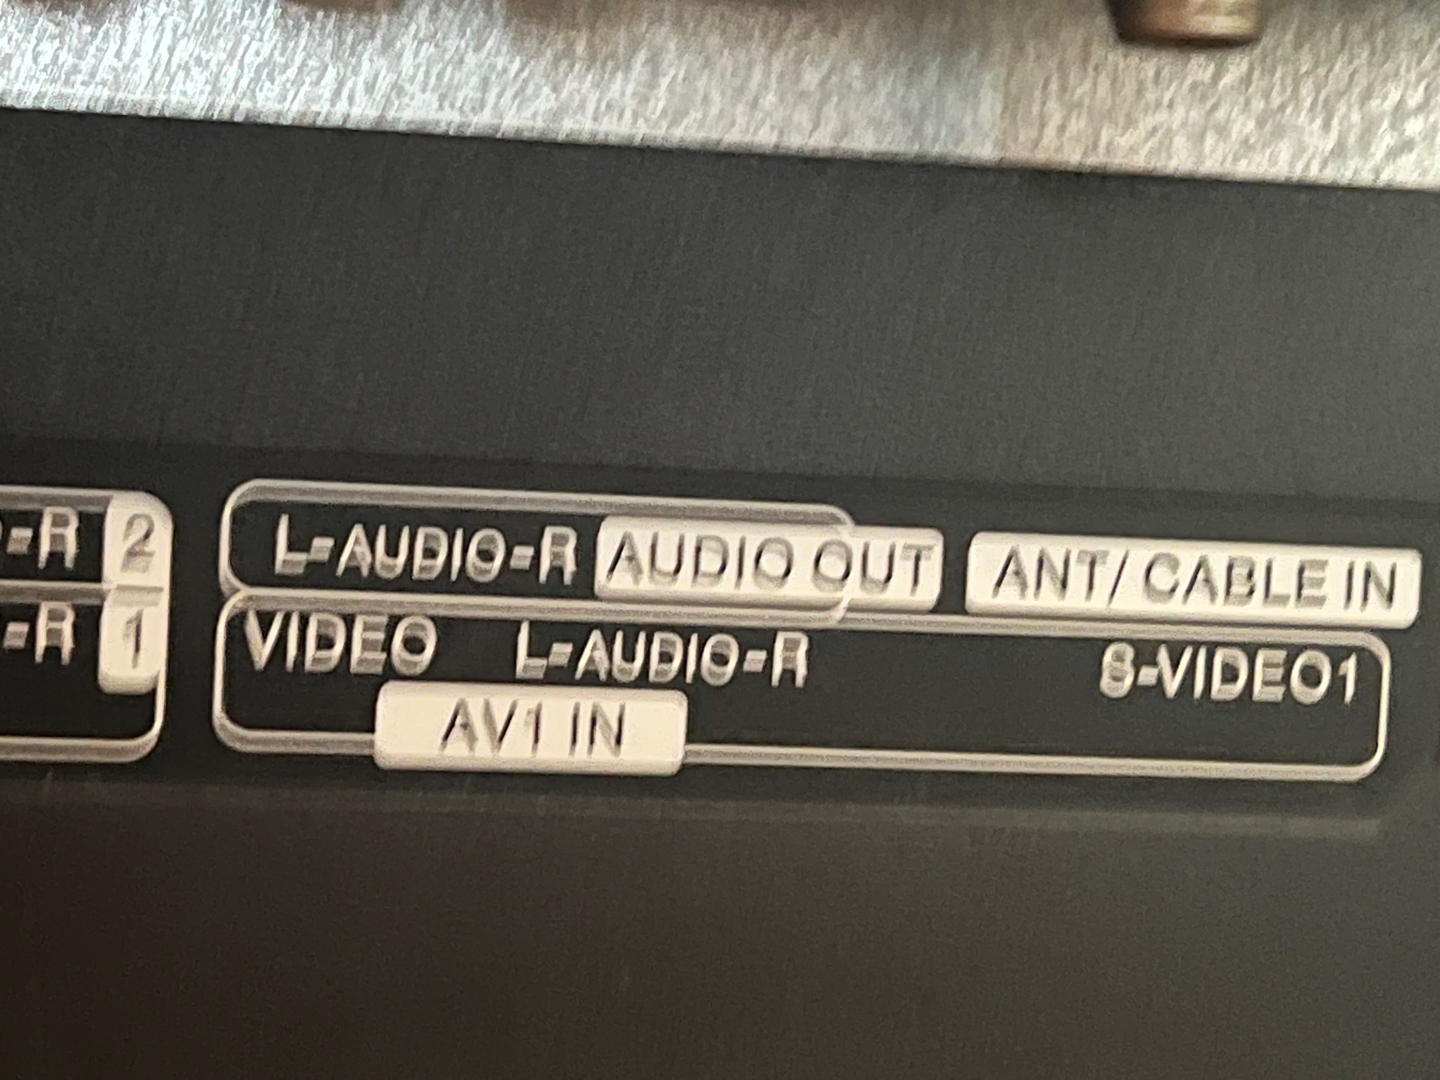 -R 2
L-AUDIO-R AUDIO OUT ANT/CABLE IN
-R 1
VIDEO L-AUDIO-R S-VIDEO1
AV1 IN